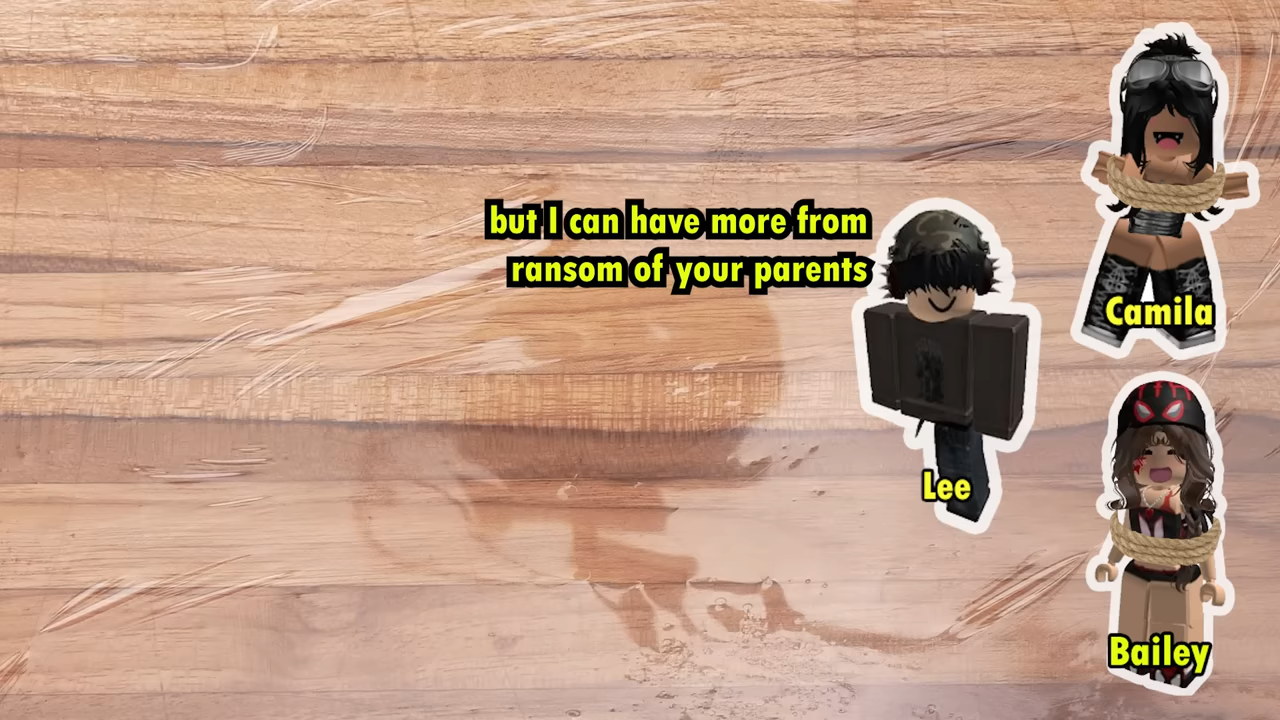 but I can have more from
ransom of your parents
Camila
Lee
Bailey